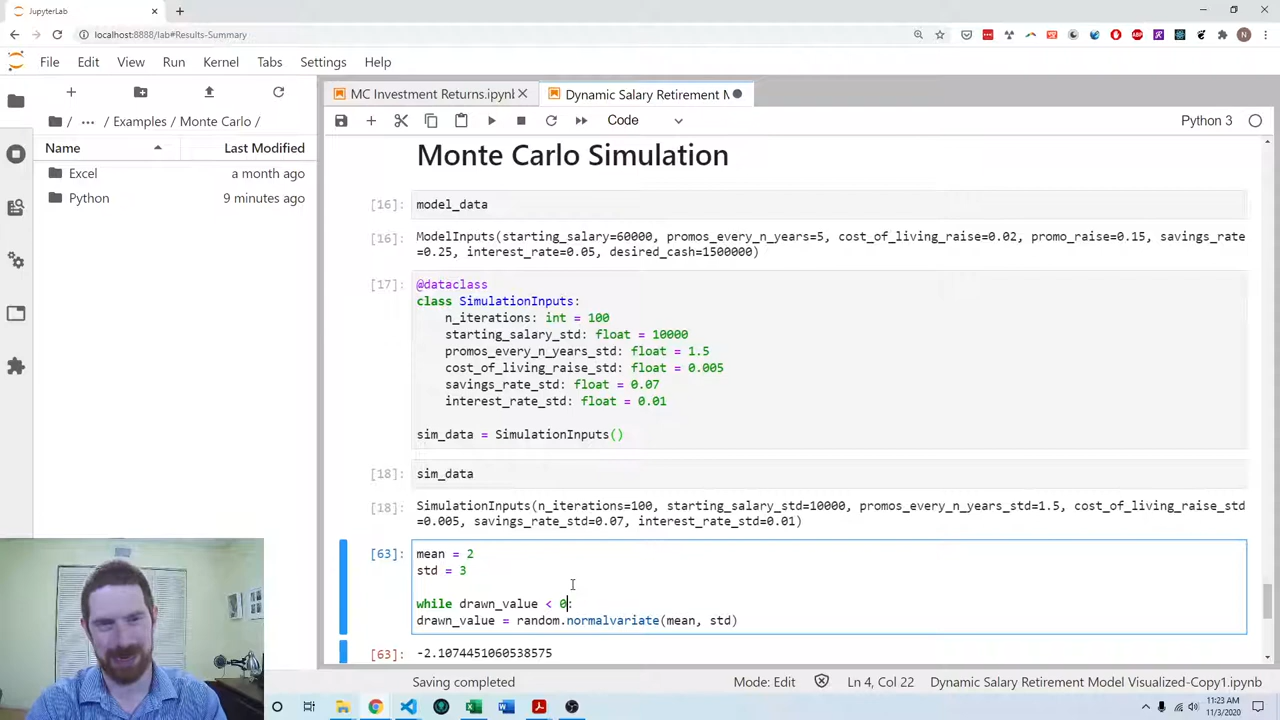 JupyterLab
localhost:8888/lab#Results-Summary
N
File Edit View Run Kernel Tabs Settings Help
MC Investment Returns.ipynb
Dynamic Salary Retirement M
/ ... / Examples / Monte Carlo /
Code
Python 3
Name Last Modified
Excel a month ago
Python 9 minutes ago
Monte Carlo Simulation
[16]: model_data
[16]: ModelInputs(starting_salary=60000, promos_every_n_years=5, cost_of_living_raise=0.02, promo_raise=0.15, savings_rate
=0.25, interest_rate=0.05, desired_cash=1500000)
[17]: @dataclass
class SimulationInputs:
n_iterations: int = 100
starting_salary_std: float = 10000
promos_every_n_years_std: float = 1.5
cost_of_living_raise_std: float = 0.005
savings_rate_std: float = 0.07
interest_rate_std: float = 0.01
sim_data = SimulationInputs()
[18]: sim_data
[18]: SimulationInputs(n_iterations=100, starting_salary_std=10000, promos_every_n_years_std=1.5, cost_of_living_raise_std
=0.005, savings_rate_std=0.07, interest_rate_std=0.01)
[63]: mean = 2
std = 3
while drawn_value < 0:
drawn_value = random.normalvariate(mean, std)
[63]: -2.1074451060538575
Saving completed
Mode: Edit
Ln 4, Col 22
Dynamic Salary Retirement Model Visualized-Copy1.ipynb
11:23 AM
11/3/2020